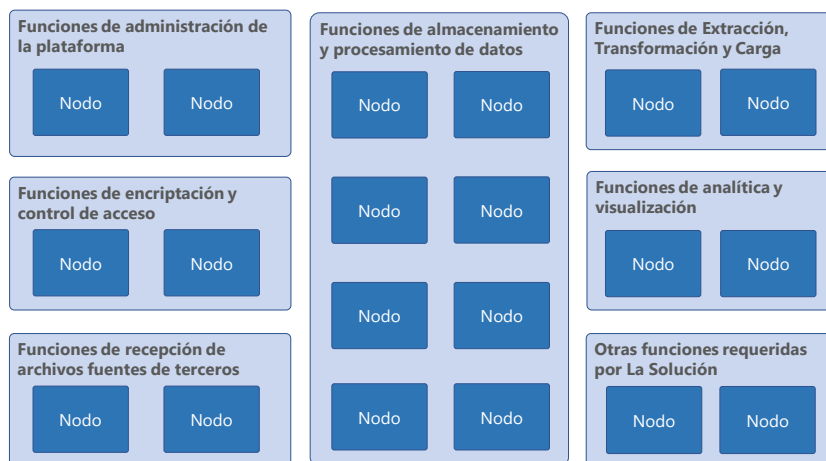 Funciones de administración de
la plataforma
Nodo Nodo
Funciones de encriptación y
control de acceso
Nodo Nodo
Funciones de recepción de
archivos fuentes de terceros
Nodo Nodo
Funciones de almacenamiento
y procesamiento de datos
Nodo Nodo
Nodo Nodo
Nodo Nodo
Nodo Nodo
Funciones de Extracción,
Transformación y Carga
Nodo Nodo
Funciones de analítica y
visualización
Nodo Nodo
Otras funciones requeridas
por La Solución
Nodo Nodo